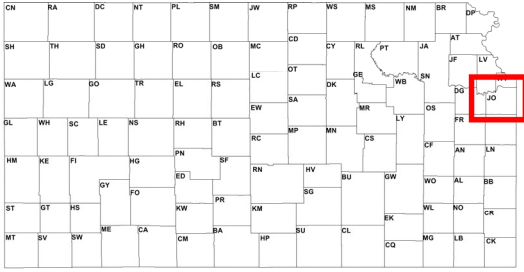 CN RA DC NT PL SM JW RP WS MS NM BR DP
CD AT
SH TH SD GH RO OB MC CY RL PT JA JF LV
OT
LC GE SN
WA LG GO TR EL RS DK WB DG JO
SA MR OS
EW LY FR
GL WH SC LE NS RH BT
RC MP MN CS
CF AN LN
HM KE FI HG PN SF
RN HV
ED BU GW WO AL BB
GY SG
FO
ST GT HS KW PR KM WL NO
EK CR
MT SV SW ME CA CM BA HP SU CL CQ MG LB CK